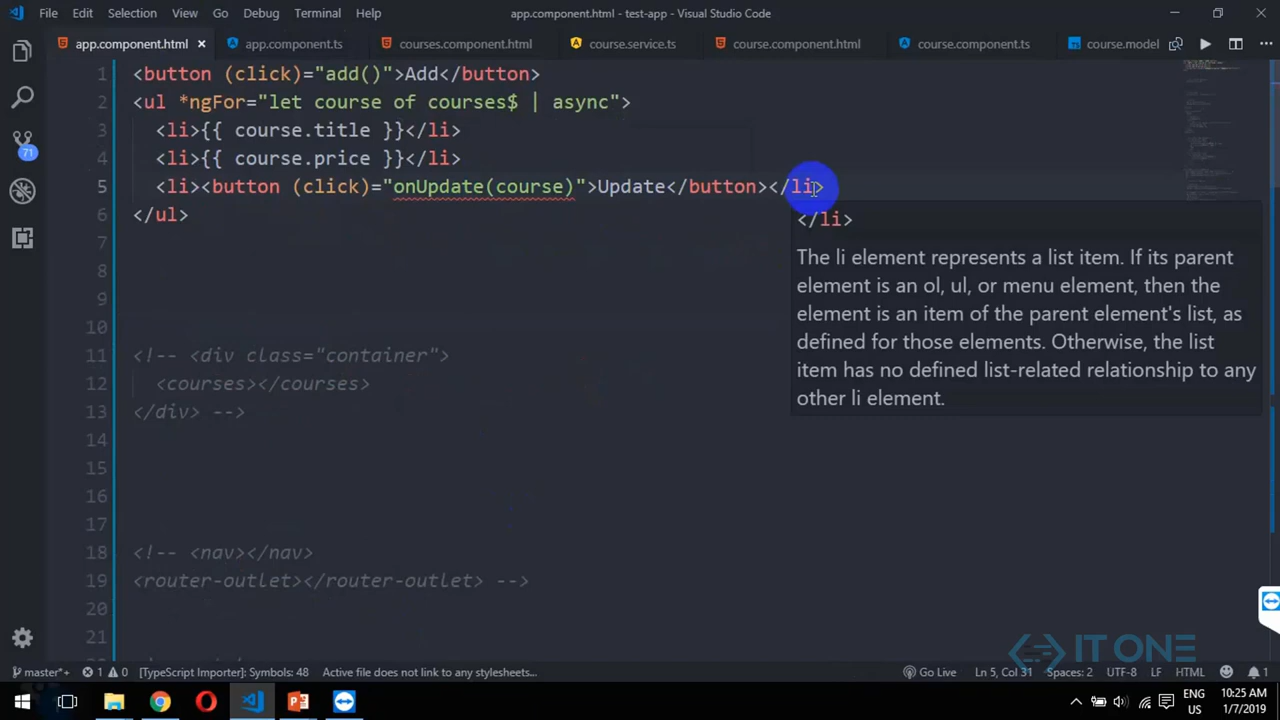 File Edit Selection View Go Debug Terminal Help app.component.html - test-app - Visual Studio Code
app.component.html × app.component.ts courses.component.html course.service.ts course.component.html course.component.ts course.model
1 <button (click)="add()">Add</button>
2 <ul *ngFor="let course of courses$ | async">
3 <li>{{ course.title }}</li>
4 <li>{{ course.price }}</li>
5 <li><button (click)="onUpdate(course)">Update</button></li>
6 </ul>
</li>
7
The li element represents a list item. If its parent
8
element is an ol, ul, or menu element, then the
9
element is an item of the parent element's list, as
10
defined for those elements. Otherwise, the list
11 <!-- <div class="container">
item has no defined list-related relationship to any
12 <courses></courses>
other li element.
13 </div> -->
14
15
16
17
18 <!-- <nav></nav>
19 <router-outlet></router-outlet> -->
20
21
IT ONE
71
master*+ 1 0 [TypeScript Importer]: Symbols: 48 Active file does not link to any stylesheets... Go Live Ln 5, Col 31 Spaces: 2 UTF-8 LF HTML 1
ENG 10:25 AM
US 1/7/2019